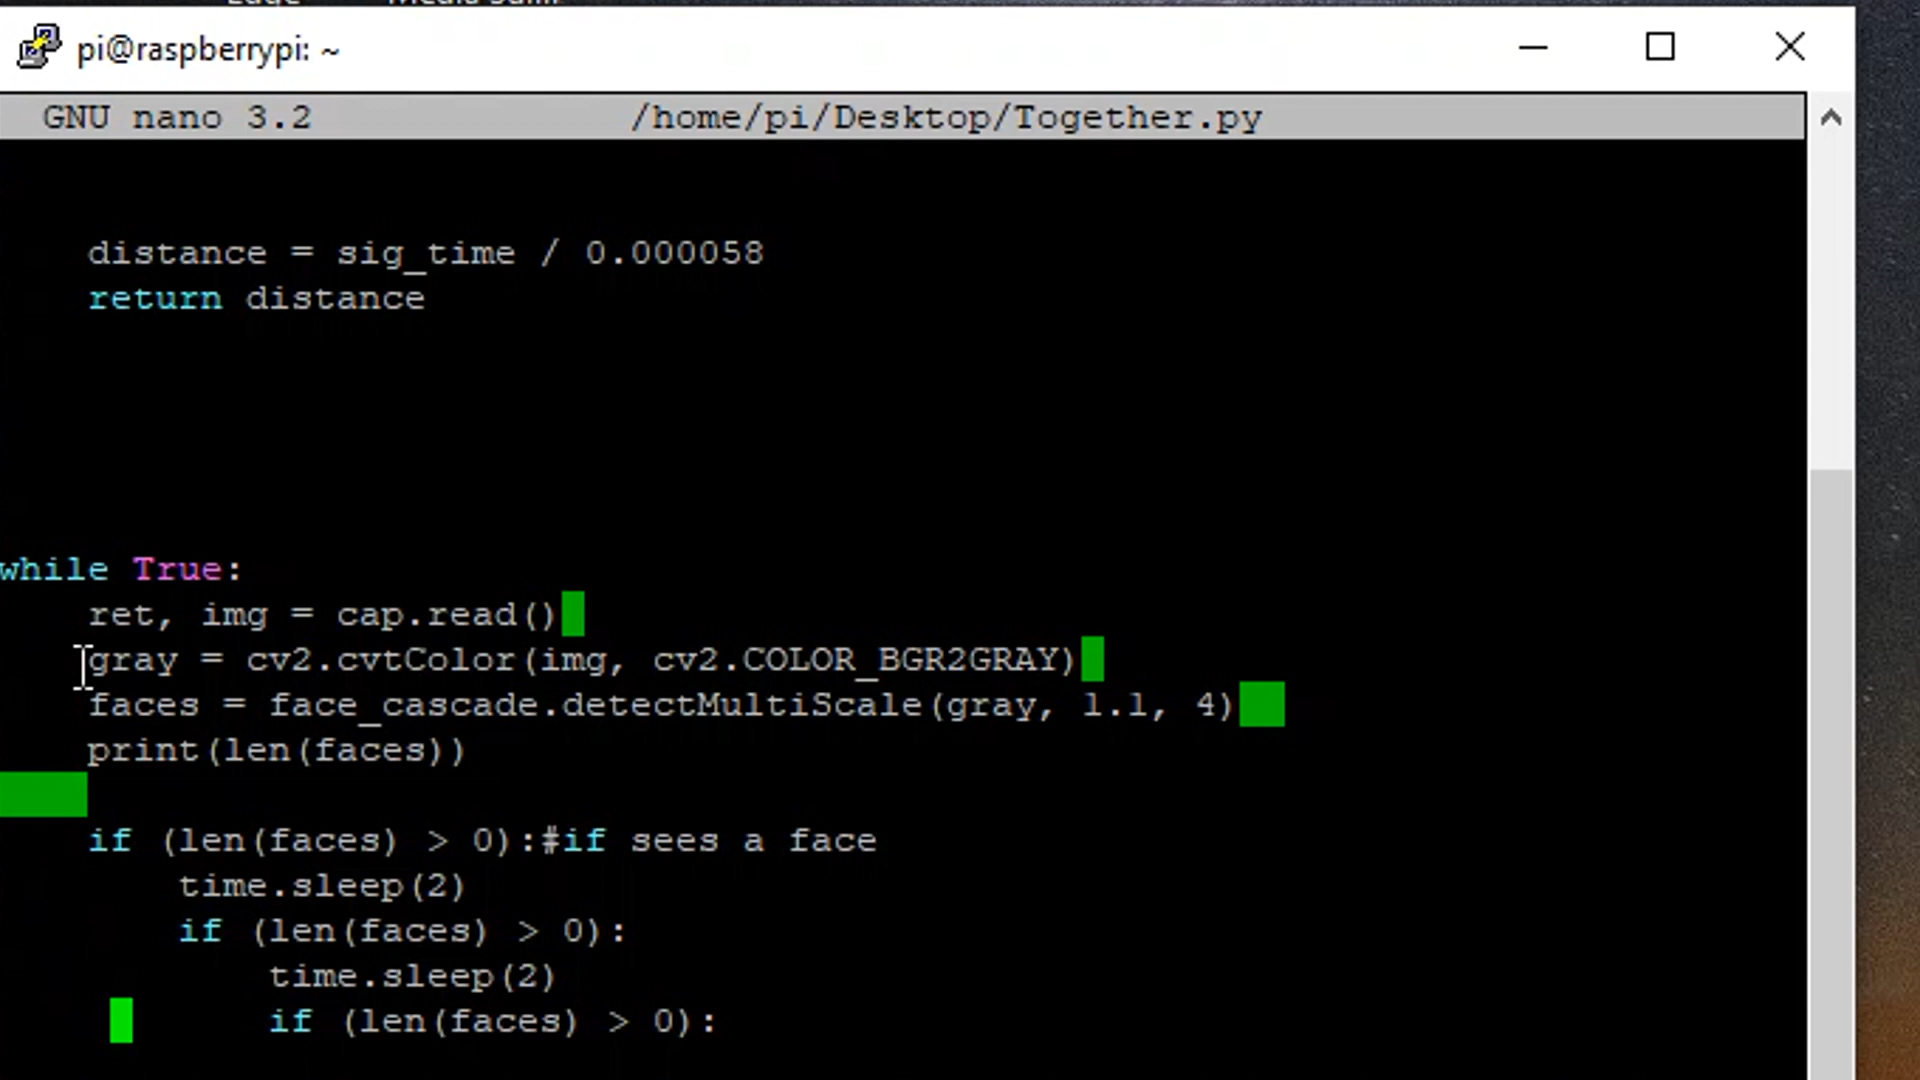 pi@raspberrypi: ~
GNU nano 3.2 /home/pi/Desktop/Together.py
distance = sig_time / 0.000058
return distance
while True:
ret, img = cap.read()
gray = cv2.cvtColor(img, cv2.COLOR_BGR2GRAY)
faces = face_cascade.detectMultiScale(gray, 1.1, 4)
print(len(faces))
if (len(faces) > 0):#if sees a face
time.sleep(2)
if (len(faces) > 0):
time.sleep(2)
if (len(faces) > 0):